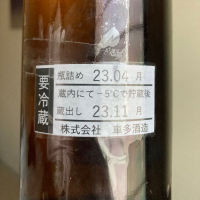 要冷蔵
瓶詰め 23.04 月
蔵内にて－5℃で貯蔵後
蔵出し 23.11 月
株式会社 車多酒造